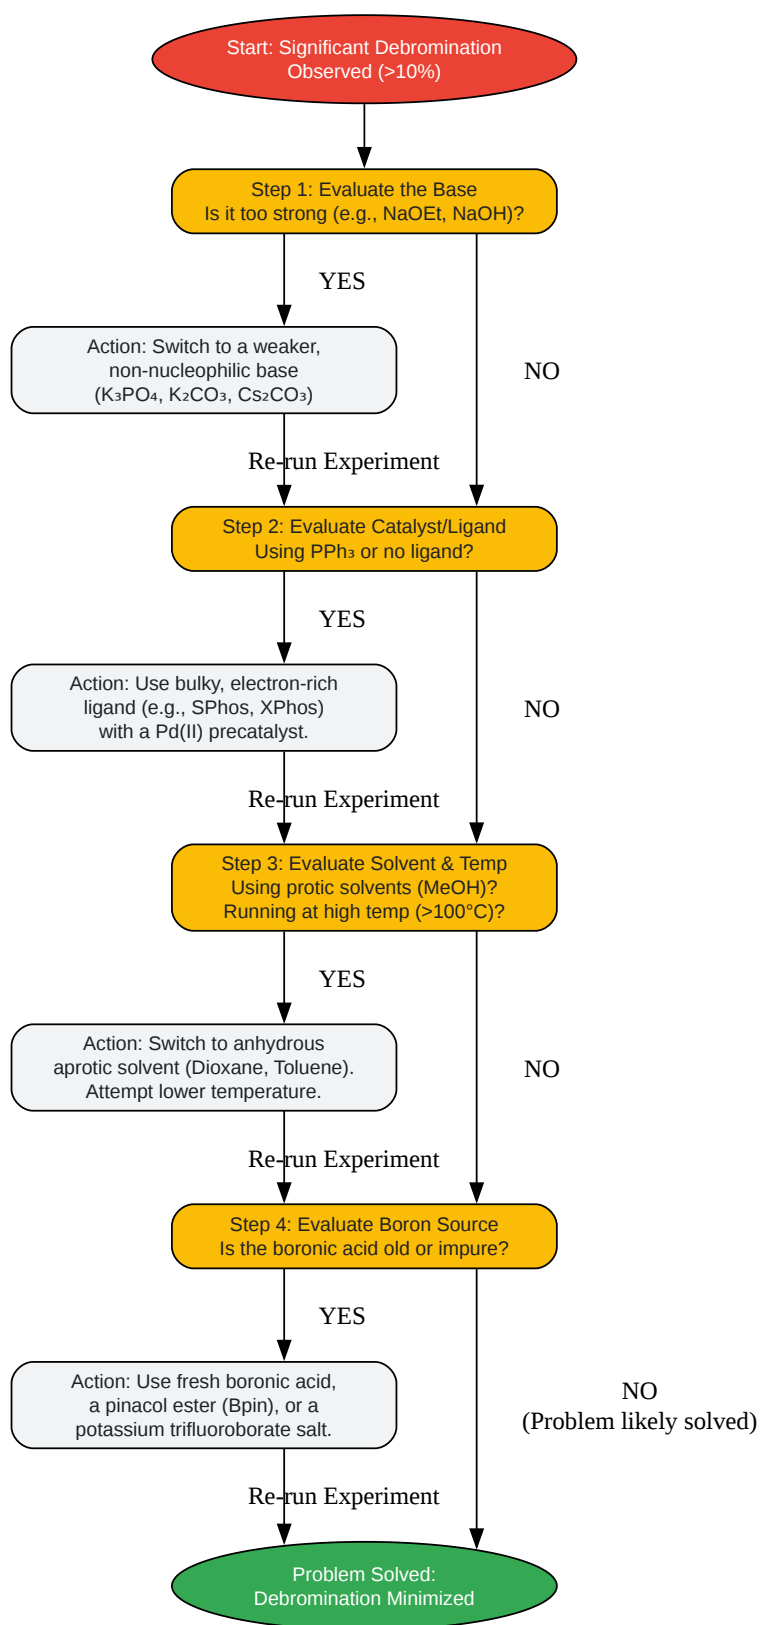 Start: Significant Debromination
Observed (>10%)
Step 1: Evaluate the Base
Is it too strong (e.g., NaOEt, NaOH)?
YES
Action: Switch to a weaker,
non-nucleophilic base
(K₃PO₄, K₂CO₃, Cs₂CO₃)
NO
Re-run Experiment
Step 2: Evaluate Catalyst/Ligand
Using PPh₃ or no ligand?
YES
Action: Use bulky, electron-rich
ligand (e.g., SPhos, XPhos)
with a Pd(II) precatalyst.
NO
Re-run Experiment
Step 3: Evaluate Solvent & Temp
Using protic solvents (MeOH)?
Running at high temp (>100°C)?
YES
Action: Switch to anhydrous
aprotic solvent (Dioxane, Toluene).
Attempt lower temperature.
NO
Re-run Experiment
Step 4: Evaluate Boron Source
Is the boronic acid old or impure?
YES
Action: Use fresh boronic acid,
a pinacol ester (Bpin), or a
potassium trifluoroborate salt.
NO
(Problem likely solved)
Re-run Experiment
Problem Solved:
Debromination Minimized